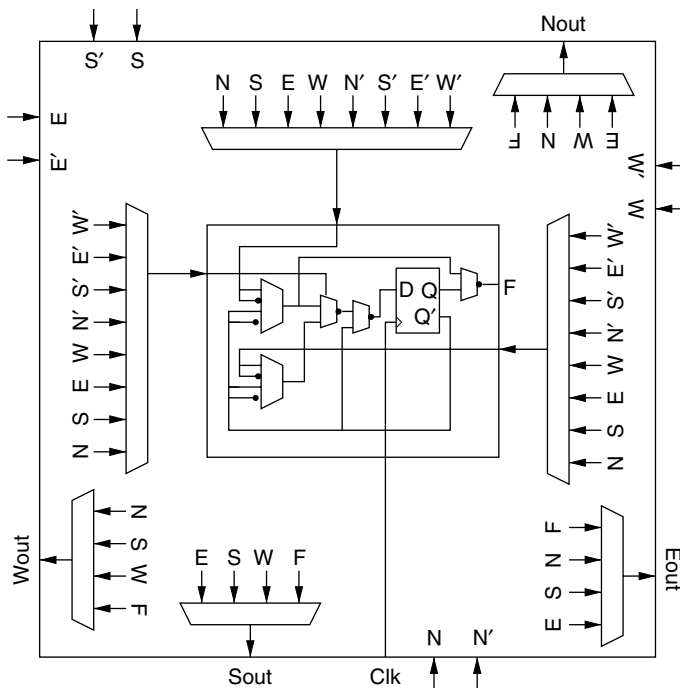 Nout
S′ S
N S E W N′ S′ E′ W′
F N W E
E
E′
W′
W
W′
E′
S′
N′
W
E
S
N
W′
E′
S′
N′
W
E
S
N
D Q
Q′
F
Wout
N
S
W
F
E S W F
F
N
S
E
Eout
N N′
Sout
Clk